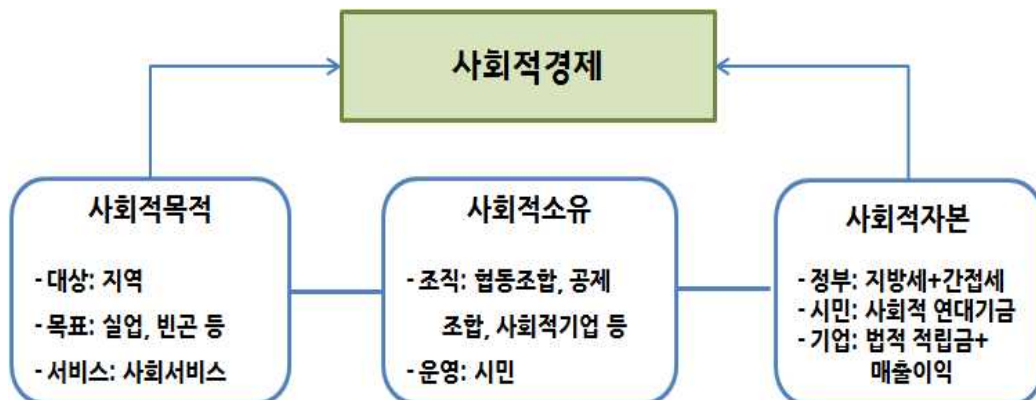 사회적경제
사회적목적
- 대상: 지역
- 목표: 실업, 빈곤 등
- 서비스: 사회서비스
사회적소유
- 조직: 협동조합, 공제
조합, 사회적기업 등
- 운영: 시민
사회적자본
- 정부: 지방세+간접세
- 시민: 사회적 연대기금
- 기업: 법적 적립금+
매출이익